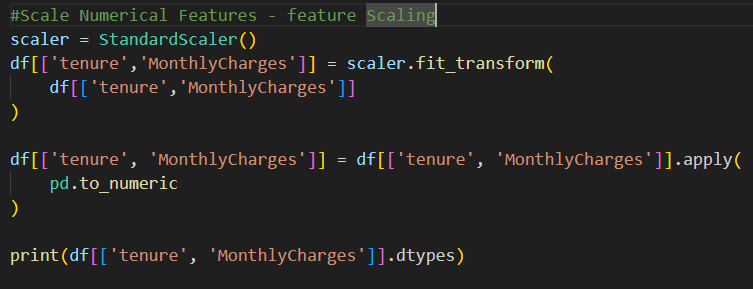 #Scale Numerical Features - feature Scaling
scaler = StandardScaler()
df[['tenure','MonthlyCharges']] = scaler.fit_transform(
    df[['tenure','MonthlyCharges']]
)

df[['tenure', 'MonthlyCharges']] = df[['tenure', 'MonthlyCharges']].apply(
    pd.to_numeric
)

print(df[['tenure', 'MonthlyCharges']].dtypes)